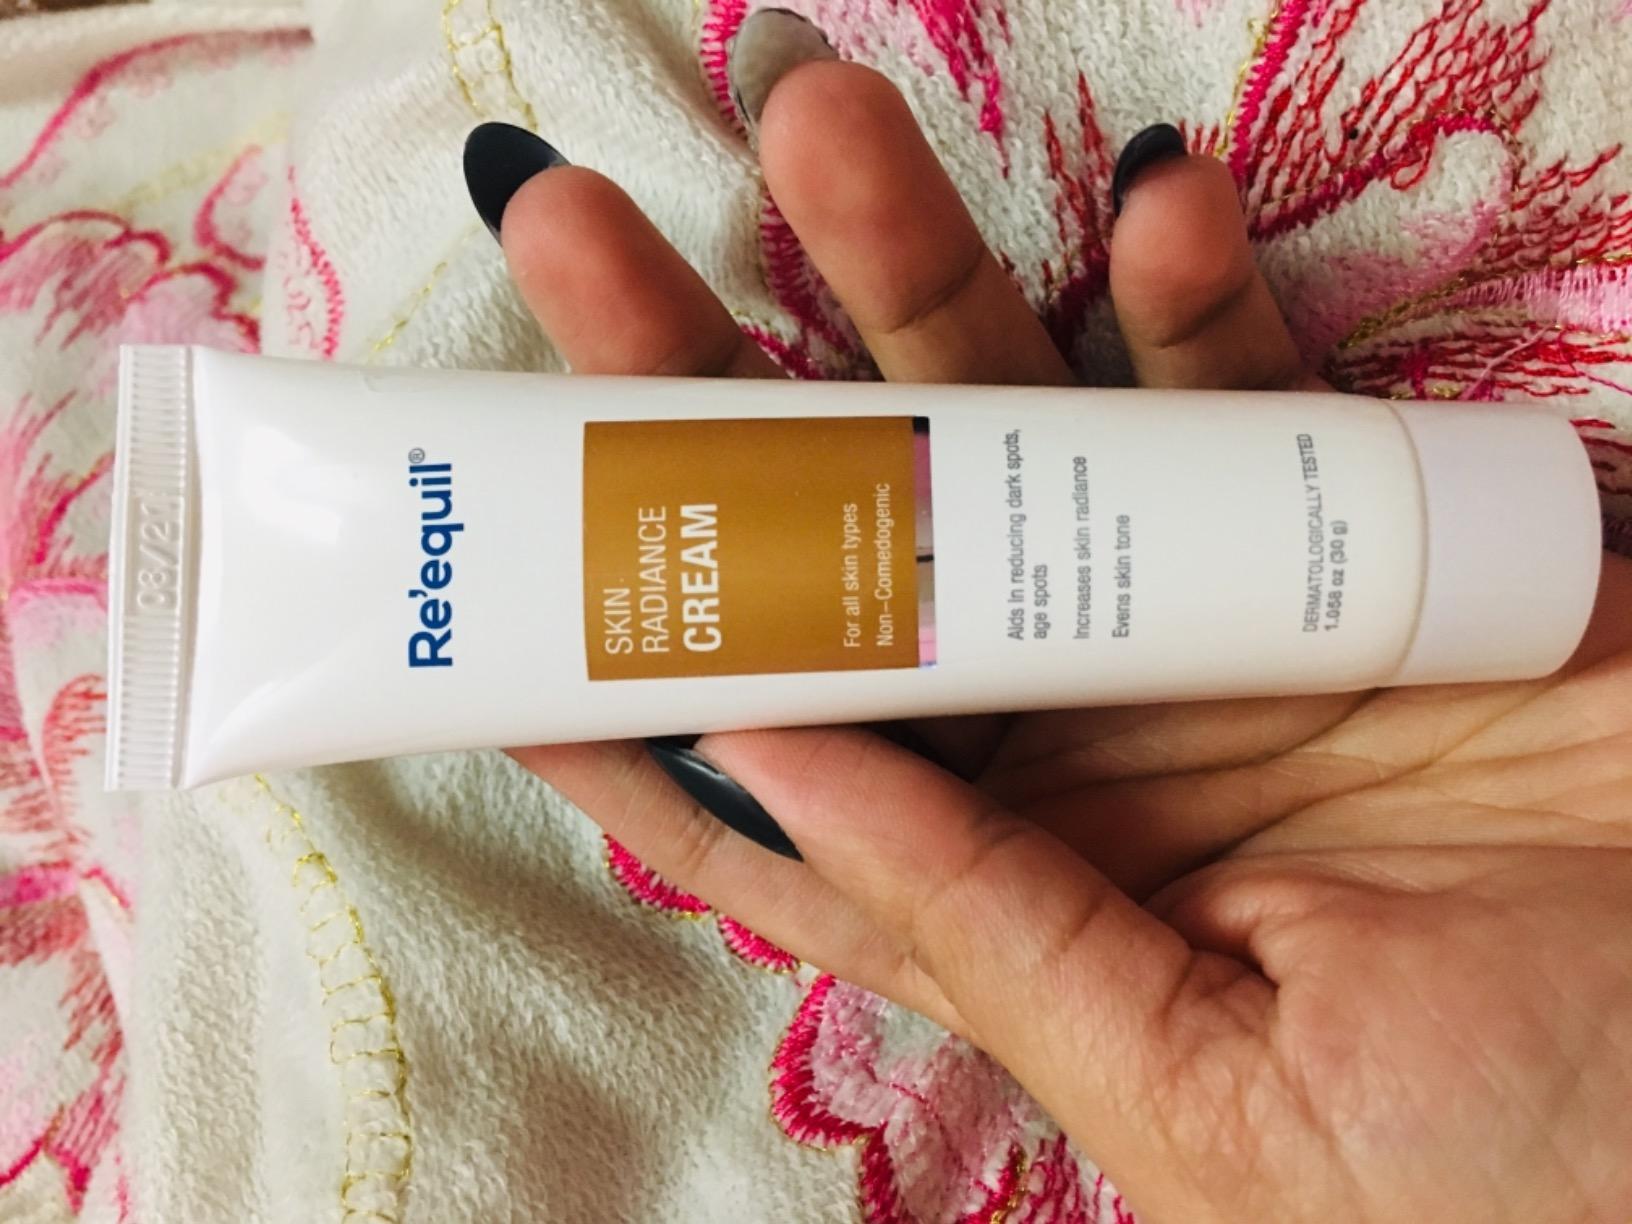 08/21
Re'equil®
SKIN
RADIANCE
CREAM
For all skin types
Non-Comedogenic
Aids in reducing dark spots,
age spots
Increases skin radiance
Evens skin tone
DERMATOLOGICALLY TESTED
1.058 oz (30 g)